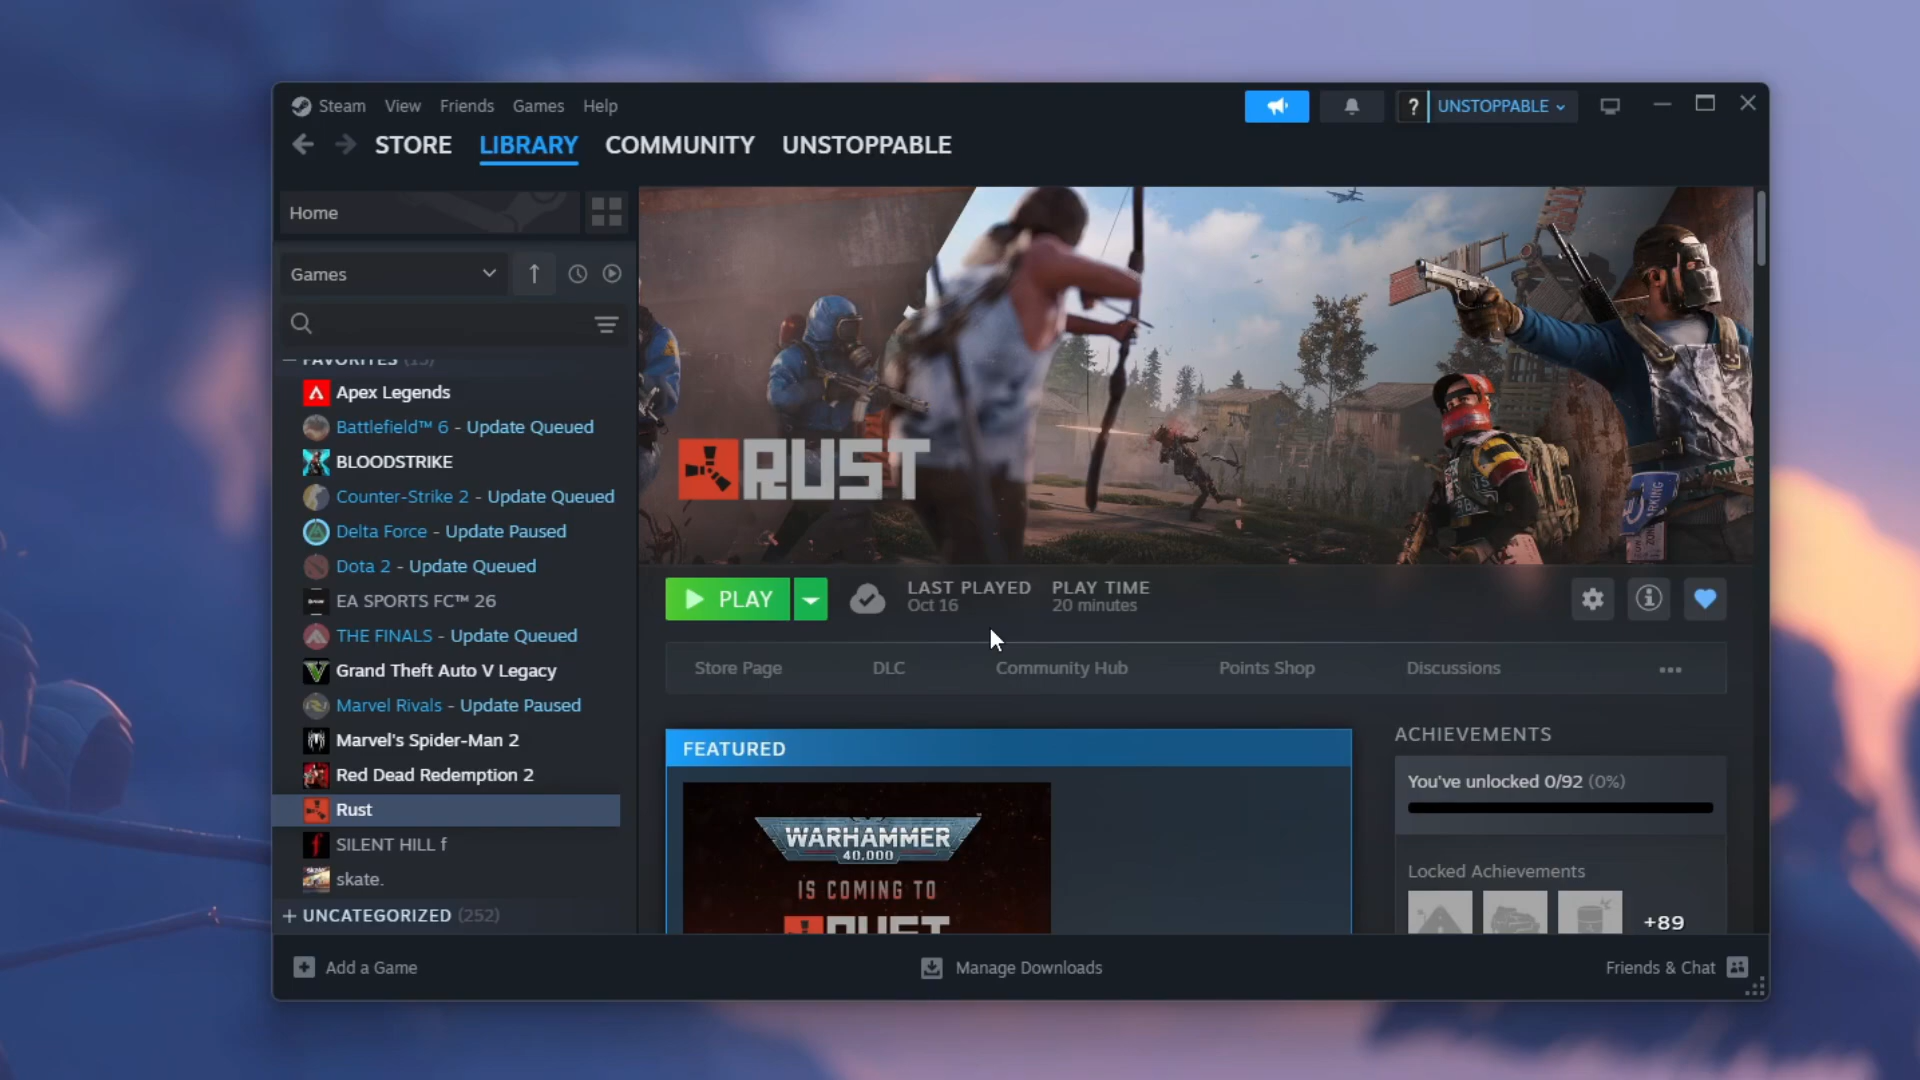 Steam View Friends Games Help
? UNSTOPPABLE
STORE LIBRARY COMMUNITY UNSTOPPABLE
Home
Games
FAVORITES (15)
Apex Legends
Battlefield™ 6 - Update Queued
BLOODSTRIKE
Counter-Strike 2 - Update Queued
Delta Force - Update Paused
Dota 2 - Update Queued
EA SPORTS FC™ 26
THE FINALS - Update Queued
Grand Theft Auto V Legacy
Marvel Rivals - Update Paused
Marvel's Spider-Man 2
Red Dead Redemption 2
Rust
SILENT HILL f
skate.
UNCATEGORIZED (252)
RUST
PLAY
LAST PLAYED
Oct 16
PLAY TIME
20 minutes
Store Page DLC Community Hub Points Shop Discussions
FEATURED
WARHAMMER
40,000
IS COMING TO
RUST
ACHIEVEMENTS
You've unlocked 0/92 (0%)
Locked Achievements
+89
Add a Game
Manage Downloads
Friends & Chat